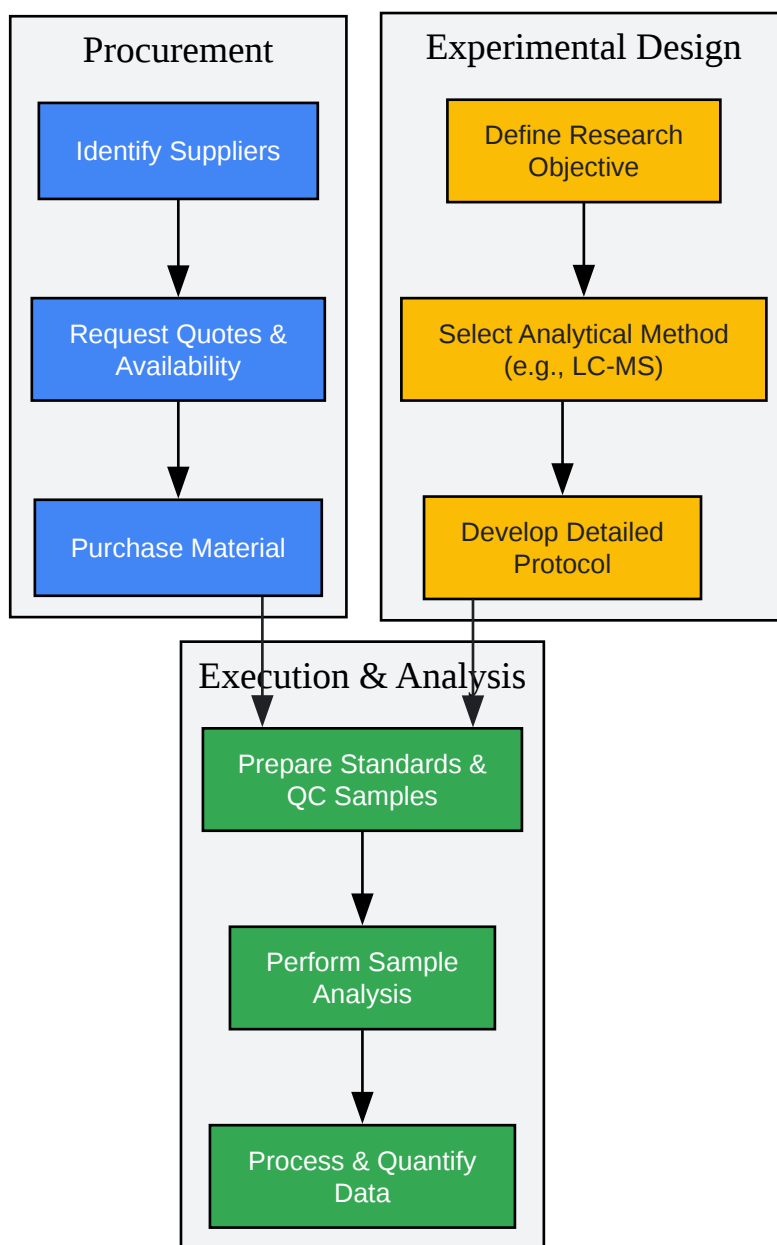 Procurement
Identify Suppliers
Request Quotes &
Availability
Purchase Material
Experimental Design
Define Research
Objective
Select Analytical Method
(e.g., LC-MS)
Develop Detailed
Protocol
Execution & Analysis
Prepare Standards &
QC Samples
Perform Sample
Analysis
Process & Quantify
Data